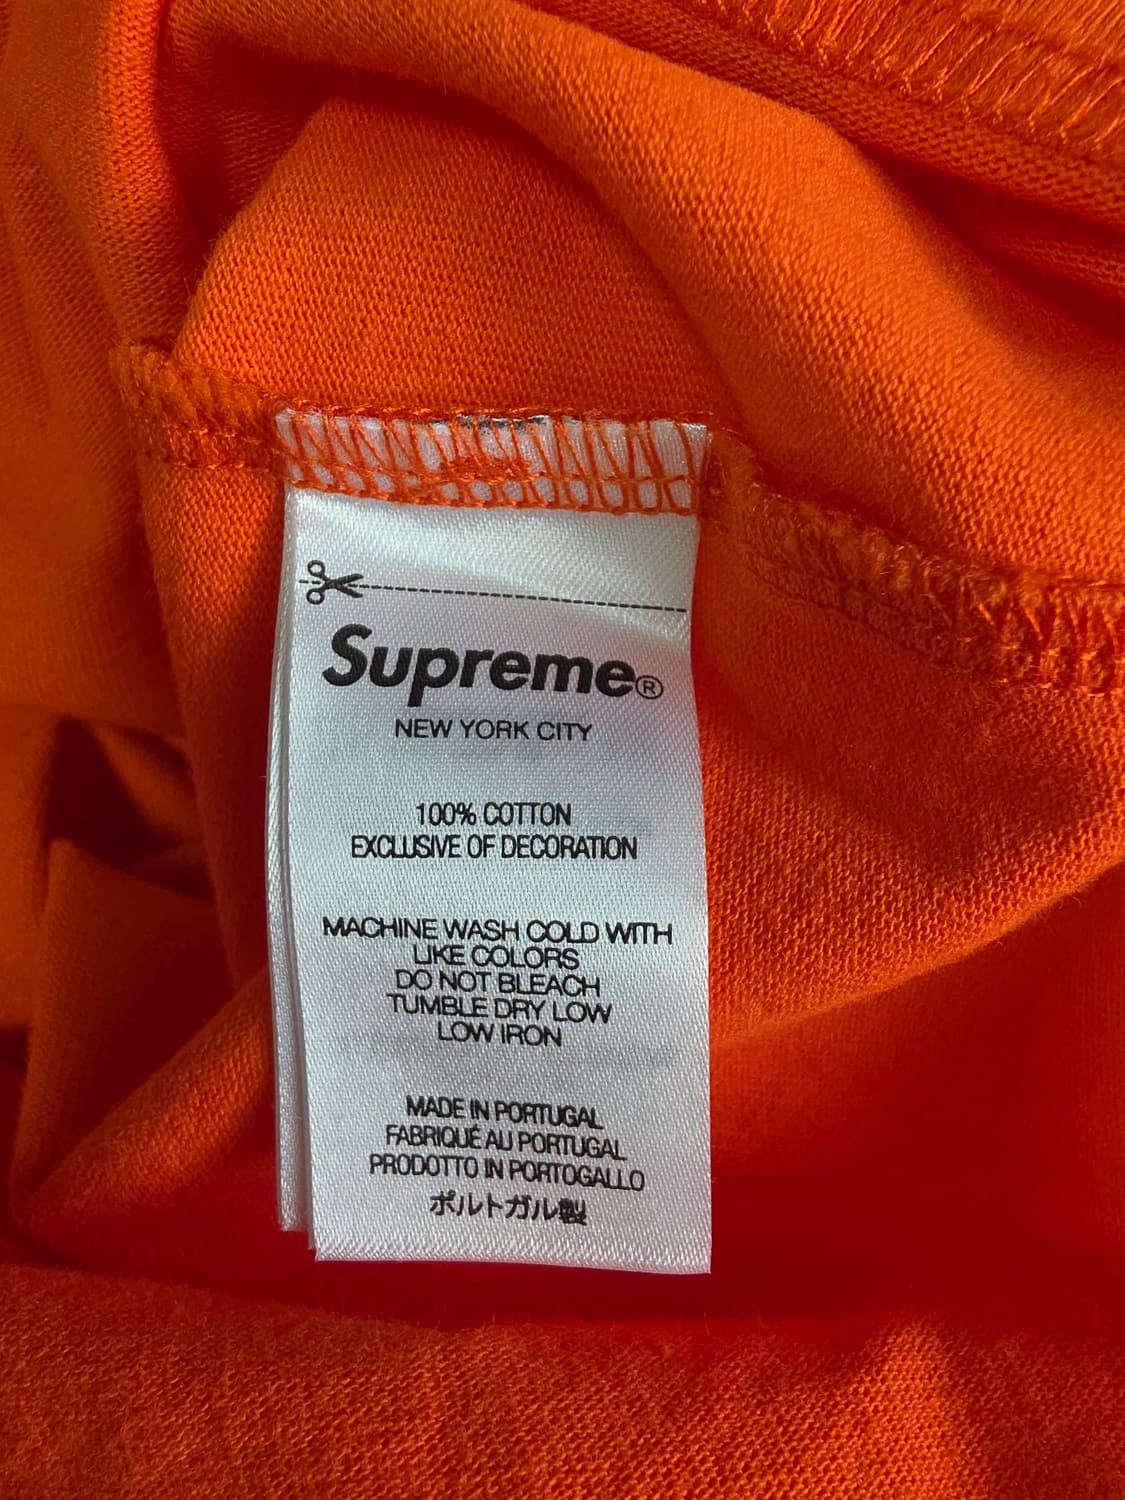 Supreme®
NEW YORK CITY
100% COTTON
EXCLUSIVE OF DECORATION
MACHINE WASH COLD WITH
LIKE COLORS
DO NOT BLEACH
TUMBLE DRY LOW
LOW IRON
MADE IN PORTUGAL
FABRIQUÉ AU PORTUGAL
PRODOTTO IN PORTOGALLO
ポルトガル製